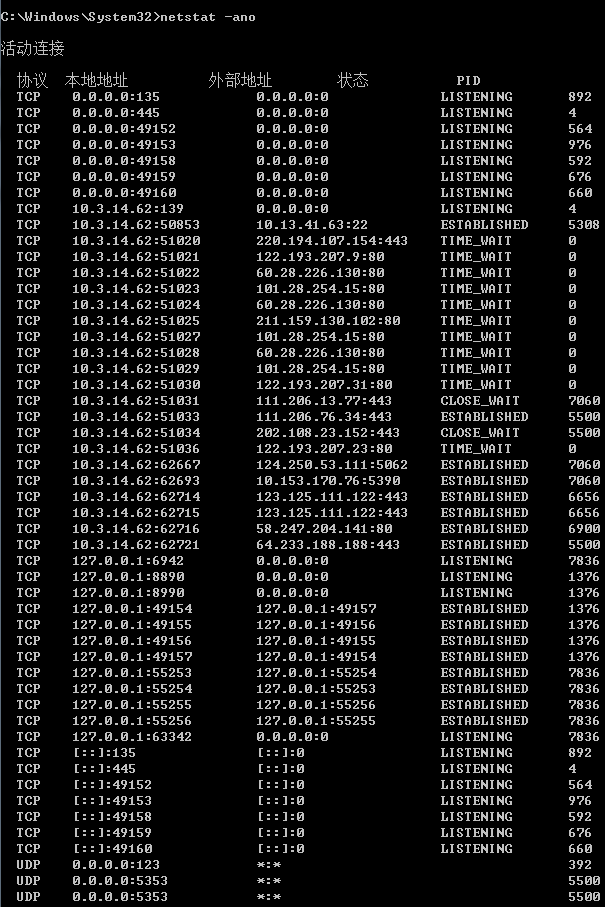 C:\Windows\System32>netstat -ano
活动连接
协议 本地地址 外部地址 状态 PID
TCP 0.0.0.0:135 0.0.0.0:0 LISTENING 892
TCP 0.0.0.0:445 0.0.0.0:0 LISTENING 4
TCP 0.0.0.0:49152 0.0.0.0:0 LISTENING 564
TCP 0.0.0.0:49153 0.0.0.0:0 LISTENING 976
TCP 0.0.0.0:49158 0.0.0.0:0 LISTENING 592
TCP 0.0.0.0:49159 0.0.0.0:0 LISTENING 676
TCP 0.0.0.0:49160 0.0.0.0:0 LISTENING 660
TCP 10.3.14.62:139 0.0.0.0:0 LISTENING 4
TCP 10.3.14.62:50853 10.13.41.63:22 ESTABLISHED 5308
TCP 10.3.14.62:51020 220.194.107.154:443 TIME_WAIT 0
TCP 10.3.14.62:51021 122.193.207.9:80 TIME_WAIT 0
TCP 10.3.14.62:51022 60.28.226.130:80 TIME_WAIT 0
TCP 10.3.14.62:51023 101.28.254.15:80 TIME_WAIT 0
TCP 10.3.14.62:51024 60.28.226.130:80 TIME_WAIT 0
TCP 10.3.14.62:51025 211.159.130.102:80 TIME_WAIT 0
TCP 10.3.14.62:51027 101.28.254.15:80 TIME_WAIT 0
TCP 10.3.14.62:51028 60.28.226.130:80 TIME_WAIT 0
TCP 10.3.14.62:51029 101.28.254.15:80 TIME_WAIT 0
TCP 10.3.14.62:51030 122.193.207.31:80 TIME_WAIT 0
TCP 10.3.14.62:51031 111.206.13.77:443 CLOSE_WAIT 7060
TCP 10.3.14.62:51033 111.206.76.34:443 ESTABLISHED 5500
TCP 10.3.14.62:51034 202.108.23.152:443 CLOSE_WAIT 5500
TCP 10.3.14.62:51036 122.193.207.23:80 TIME_WAIT 0
TCP 10.3.14.62:62667 124.250.53.111:5062 ESTABLISHED 7060
TCP 10.3.14.62:62693 10.153.170.76:5390 ESTABLISHED 7060
TCP 10.3.14.62:62714 123.125.111.122:443 ESTABLISHED 6656
TCP 10.3.14.62:62715 123.125.111.122:443 ESTABLISHED 6656
TCP 10.3.14.62:62716 58.247.204.141:80 ESTABLISHED 6900
TCP 10.3.14.62:62721 64.233.188.188:443 ESTABLISHED 5500
TCP 127.0.0.1:6942 0.0.0.0:0 LISTENING 7836
TCP 127.0.0.1:8890 0.0.0.0:0 LISTENING 1376
TCP 127.0.0.1:8990 0.0.0.0:0 LISTENING 1376
TCP 127.0.0.1:49154 127.0.0.1:49157 ESTABLISHED 1376
TCP 127.0.0.1:49155 127.0.0.1:49156 ESTABLISHED 1376
TCP 127.0.0.1:49156 127.0.0.1:49155 ESTABLISHED 1376
TCP 127.0.0.1:49157 127.0.0.1:49154 ESTABLISHED 1376
TCP 127.0.0.1:55253 127.0.0.1:55254 ESTABLISHED 7836
TCP 127.0.0.1:55254 127.0.0.1:55253 ESTABLISHED 7836
TCP 127.0.0.1:55255 127.0.0.1:55256 ESTABLISHED 7836
TCP 127.0.0.1:55256 127.0.0.1:55255 ESTABLISHED 7836
TCP 127.0.0.1:63342 0.0.0.0:0 LISTENING 7836
TCP [::]:135 [::]:0 LISTENING 892
TCP [::]:445 [::]:0 LISTENING 4
TCP [::]:49152 [::]:0 LISTENING 564
TCP [::]:49153 [::]:0 LISTENING 976
TCP [::]:49158 [::]:0 LISTENING 592
TCP [::]:49159 [::]:0 LISTENING 676
TCP [::]:49160 [::]:0 LISTENING 660
UDP 0.0.0.0:123 *:* 392
UDP 0.0.0.0:5353 *:* 5500
UDP 0.0.0.0:5353 *:* 5500